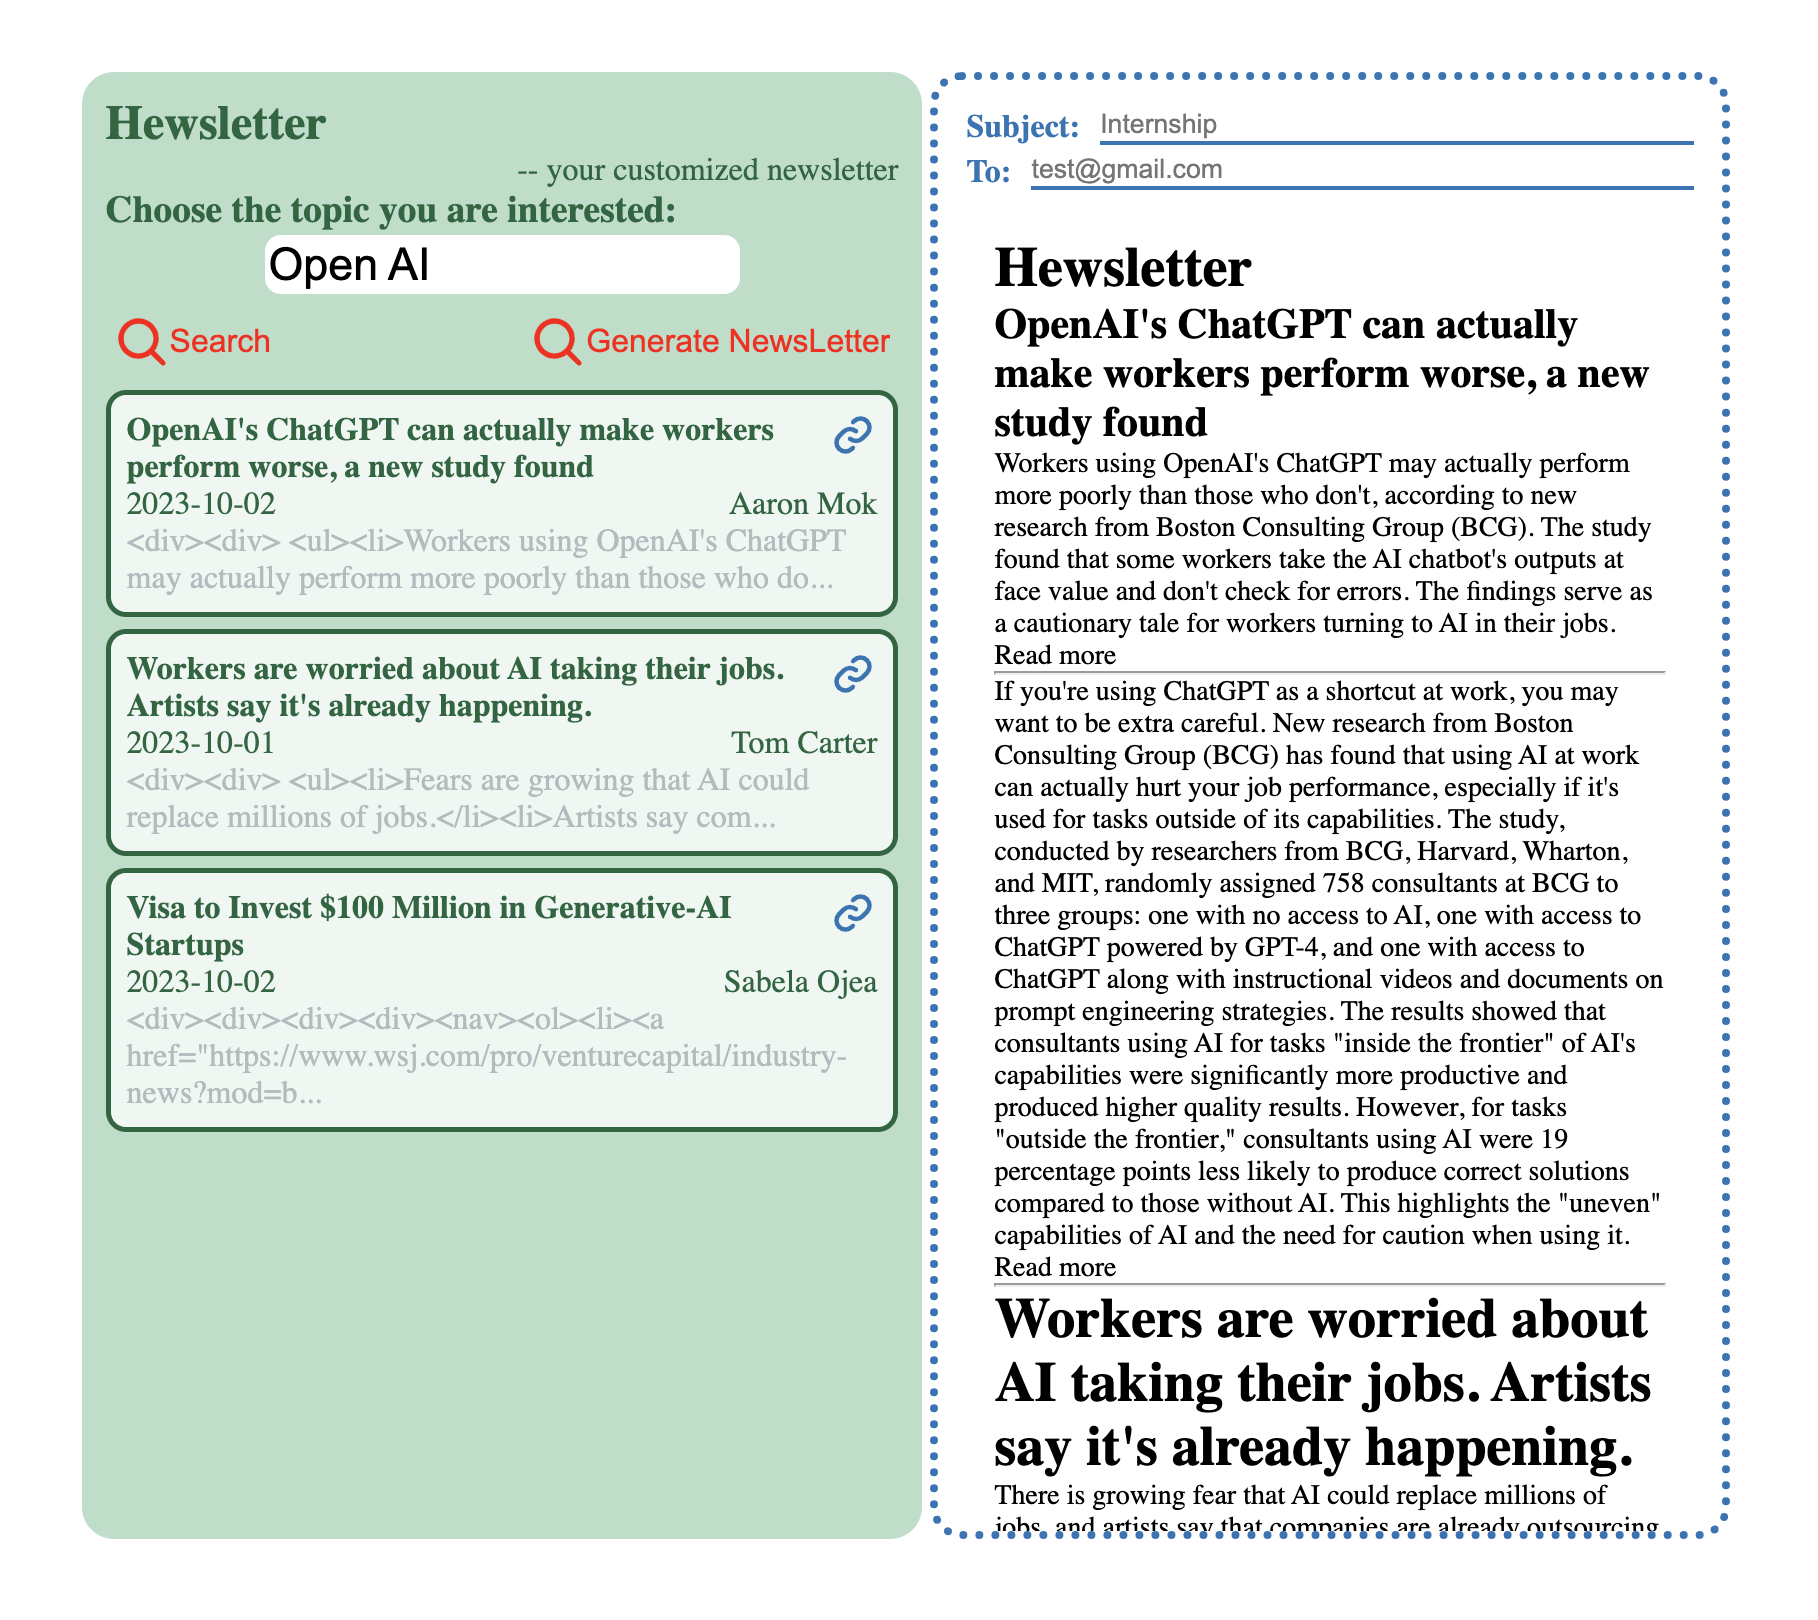 Hewsletter
-- your customized newsletter
Choose the topic you are interested:
Open AI
Search
Generate NewsLetter
OpenAI's ChatGPT can actually make workers
perform worse, a new study found
2023-10-02
Aaron Mok
<div><div> <ul><li>Workers using OpenAI's ChatGPT
may actually perform more poorly than those who do...
Workers are worried about AI taking their jobs.
Artists say it's already happening.
2023-10-01
Tom Carter
<div><div> <ul><li>Fears are growing that AI could
replace millions of jobs.</li><li>Artists say com...
Visa to Invest $100 Million in Generative-AI
Startups
2023-10-02
Sabela Ojea
<div><div><div><div><nav><ol><li><a
href="https://www.wsj.com/pro/venturecapital/industry-
news?mod=b...
Subject: Internship
To: test@gmail.com
Hewsletter
OpenAI's ChatGPT can actually
make workers perform worse, a new
study found
Workers using OpenAI's ChatGPT may actually perform
more poorly than those who don't, according to new
research from Boston Consulting Group (BCG). The study
found that some workers take the AI chatbot's outputs at
face value and don't check for errors. The findings serve as
a cautionary tale for workers turning to AI in their jobs.
Read more
If you're using ChatGPT as a shortcut at work, you may
want to be extra careful. New research from Boston
Consulting Group (BCG) has found that using AI at work
can actually hurt your job performance, especially if it's
used for tasks outside of its capabilities. The study,
conducted by researchers from BCG, Harvard, Wharton,
and MIT, randomly assigned 758 consultants at BCG to
three groups: one with no access to AI, one with access to
ChatGPT powered by GPT-4, and one with access to
ChatGPT along with instructional videos and documents on
prompt engineering strategies. The results showed that
consultants using AI for tasks "inside the frontier" of AI's
capabilities were significantly more productive and
produced higher quality results. However, for tasks
"outside the frontier," consultants using AI were 19
percentage points less likely to produce correct solutions
compared to those without AI. This highlights the "uneven"
capabilities of AI and the need for caution when using it.
Read more
Workers are worried about
AI taking their jobs. Artists
say it's already happening.
There is growing fear that AI could replace millions of
jobs, and artists say that companies are already outsourcing